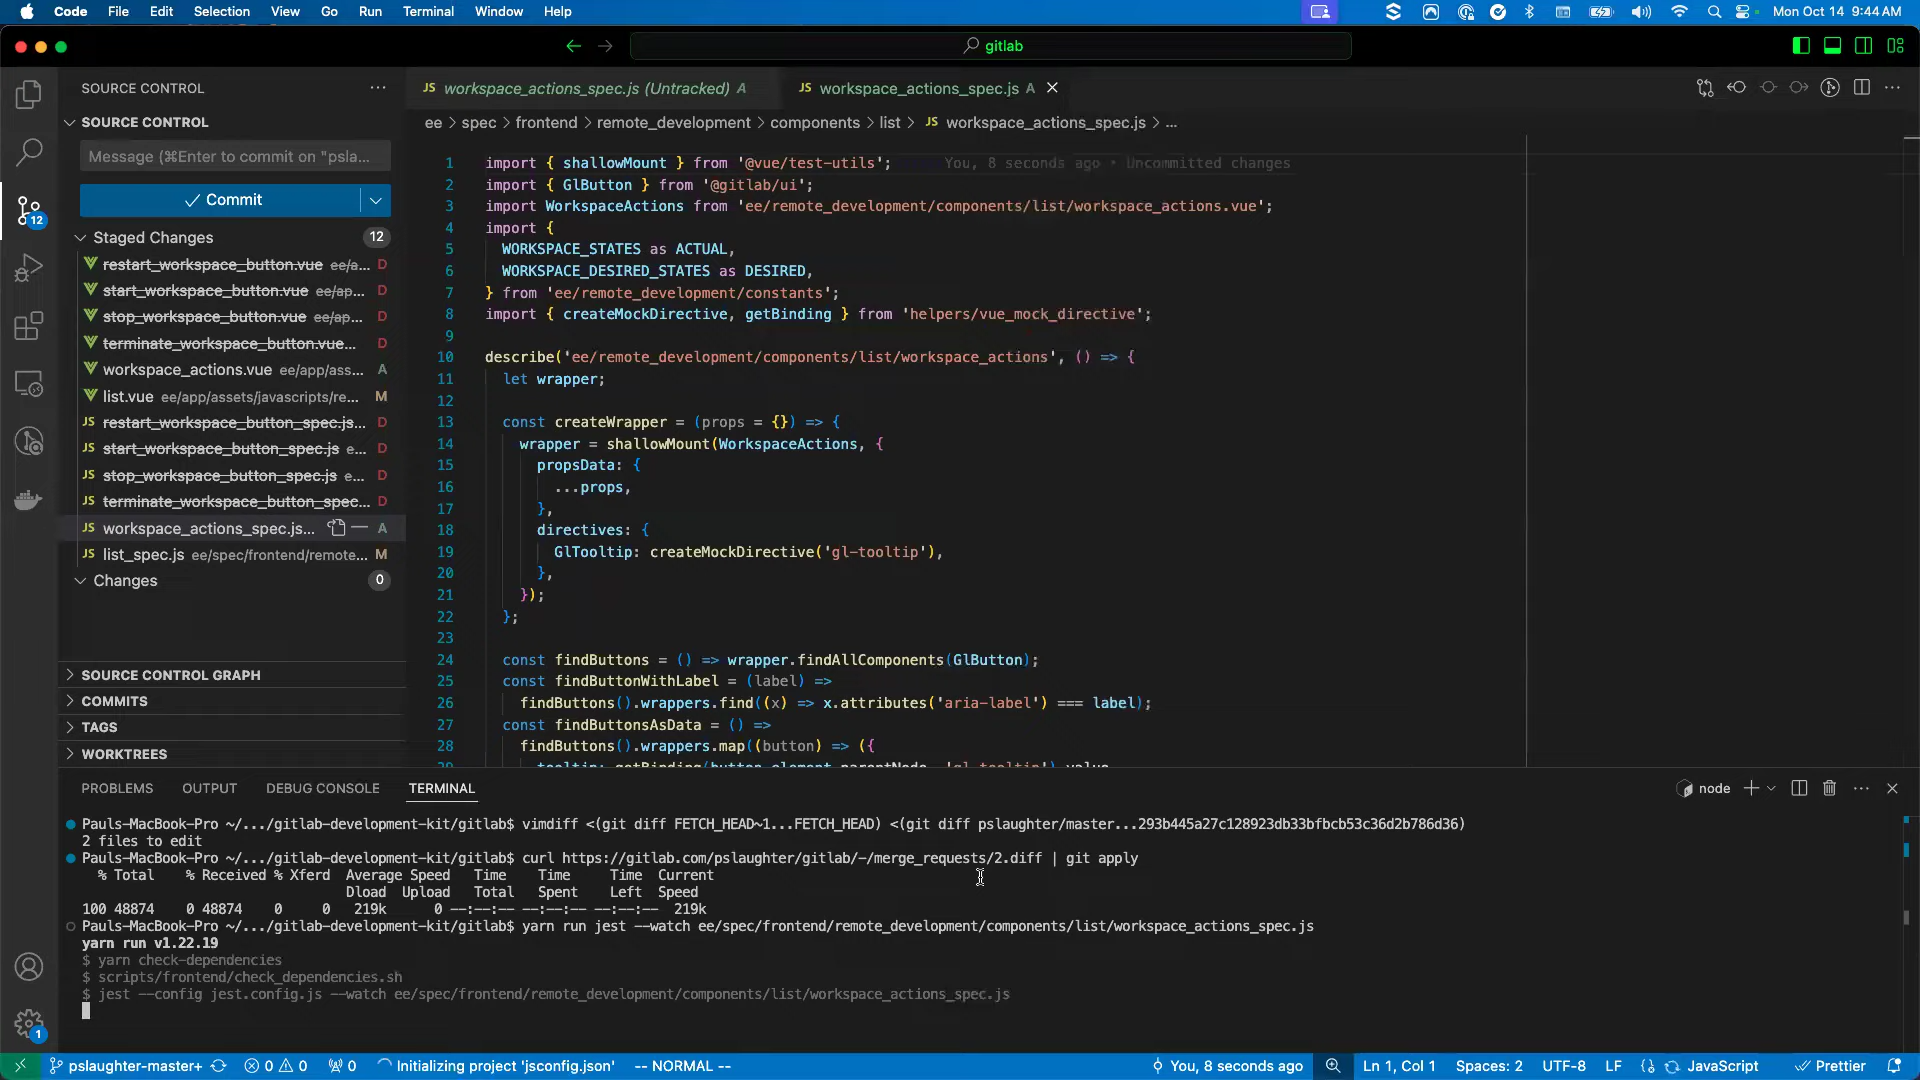 Code File Edit Selection View Go Run Terminal Window Help
Mon Oct 14 9:44 AM
gitlab
SOURCE CONTROL
SOURCE CONTROL
Message (⌘Enter to commit on "psla...
Commit
12
Staged Changes 12
restart_workspace_button.vue ee/a... D
start_workspace_button.vue ee/ap... D
stop_workspace_button.vue ee/ap... D
terminate_workspace_button.vue... D
workspace_actions.vue ee/app/ass... A
list.vue ee/app/assets/javascripts/re... M
restart_workspace_button_spec.js... D
start_workspace_button_spec.js e... D
stop_workspace_button_spec.js e... D
terminate_workspace_button_spec... D
workspace_actions_spec.js... A
list_spec.js ee/spec/frontend/remote... M
Changes 0
SOURCE CONTROL GRAPH
COMMITS
TAGS
WORKTREES
1
JS workspace_actions_spec.js (Untracked) A
JS workspace_actions_spec.js A
ee > spec > frontend > remote_development > components > list > JS workspace_actions_spec.js > ...
1 import { shallowMount } from '@vue/test-utils'; You, 8 seconds ago • Uncommitted changes
2 import { GlButton } from '@gitlab/ui';
3 import WorkspaceActions from 'ee/remote_development/components/list/workspace_actions.vue';
4 import {
5 WORKSPACE_STATES as ACTUAL,
6 WORKSPACE_DESIRED_STATES as DESIRED,
7 } from 'ee/remote_development/constants';
8 import { createMockDirective, getBinding } from 'helpers/vue_mock_directive';
9
10 describe('ee/remote_development/components/list/workspace_actions', () => {
11 let wrapper;
12
13 const createWrapper = (props = {}) => {
14 wrapper = shallowMount(WorkspaceActions, {
15 propsData: {
16 ...props,
17 },
18 directives: {
19 GlTooltip: createMockDirective('gl-tooltip'),
20 },
21 });
22 };
23
24 const findButtons = () => wrapper.findAllComponents(GlButton);
25 const findButtonWithLabel = (label) =>
26 findButtons().wrappers.find((x) => x.attributes('aria-label') === label);
27 const findButtonsAsData = () =>
28 findButtons().wrappers.map((button) => ({
29 tooltip: getBinding(button.element.parentNode, 'gl-tooltip').value,
PROBLEMS OUTPUT DEBUG CONSOLE TERMINAL
node
Pauls-MacBook-Pro ~/.../gitlab-development-kit/gitlab$ vimdiff <(git diff FETCH_HEAD~1...FETCH_HEAD) <(git diff pslaughter/master...293b445a27c128923db33bfbcb53c36d2b786d36)
2 files to edit
Pauls-MacBook-Pro ~/.../gitlab-development-kit/gitlab$ curl https://gitlab.com/pslaughter/gitlab/-/merge_requests/2.diff | git apply
% Total % Received % Xferd Average Speed Time Time Time Current
Dload Upload Total Spent Left Speed
100 48874 0 48874 0 0 219k 0 --:--:-- --:--:-- --:--:-- 219k
Pauls-MacBook-Pro ~/.../gitlab-development-kit/gitlab$ yarn run jest --watch ee/spec/frontend/remote_development/components/list/workspace_actions_spec.js
yarn run v1.22.19
$ yarn check-dependencies
$ scripts/frontend/check_dependencies.sh
$ jest --config jest.config.js --watch ee/spec/frontend/remote_development/components/list/workspace_actions_spec.js
pslaughter-master+ 0 0 0 Initializing project 'jsconfig.json' -- NORMAL -- You, 8 seconds ago Ln 1, Col 1 Spaces: 2 UTF-8 LF {} JavaScript Prettier